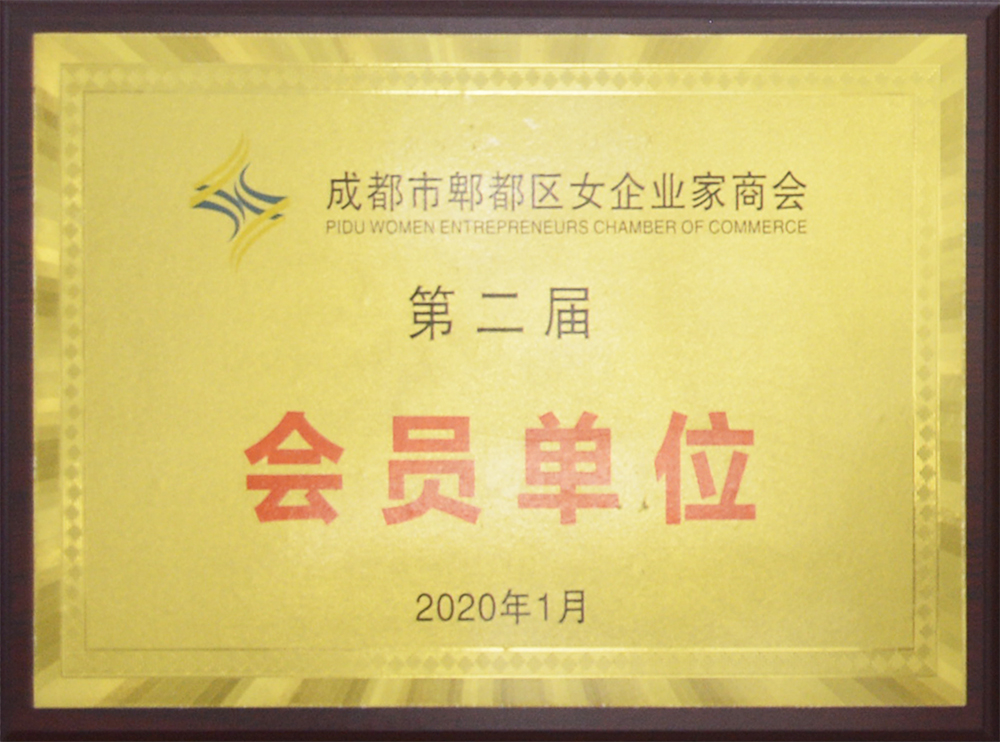 成都市郫都区女企业家商会
PIDU WOMEN ENTREPRENEURS CHAMBER OF COMMERCE
第二届
会员单位
2020年1月